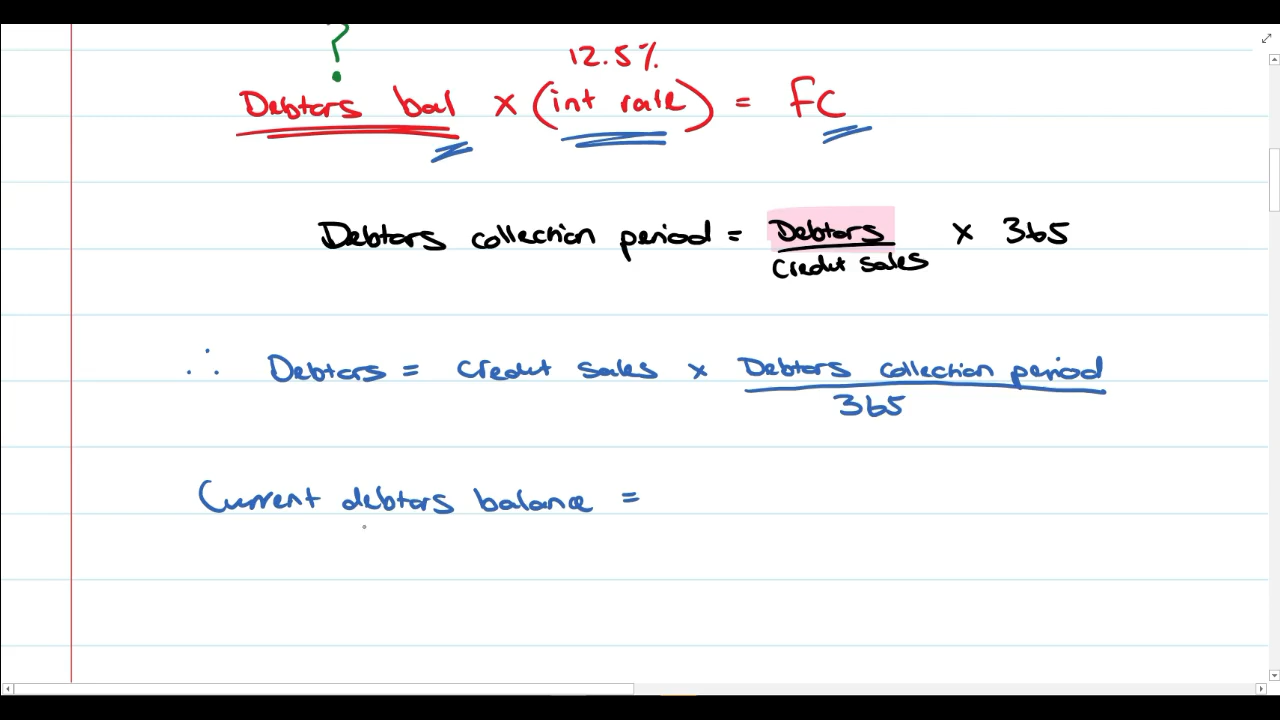 ?
12.5%
Debtors bal x (int rate) = FC
Debtors collection period = Debtors x 365
Credit sales
∴ Debtors = credit sales x Debtors collection period
365
Current debtors balance =